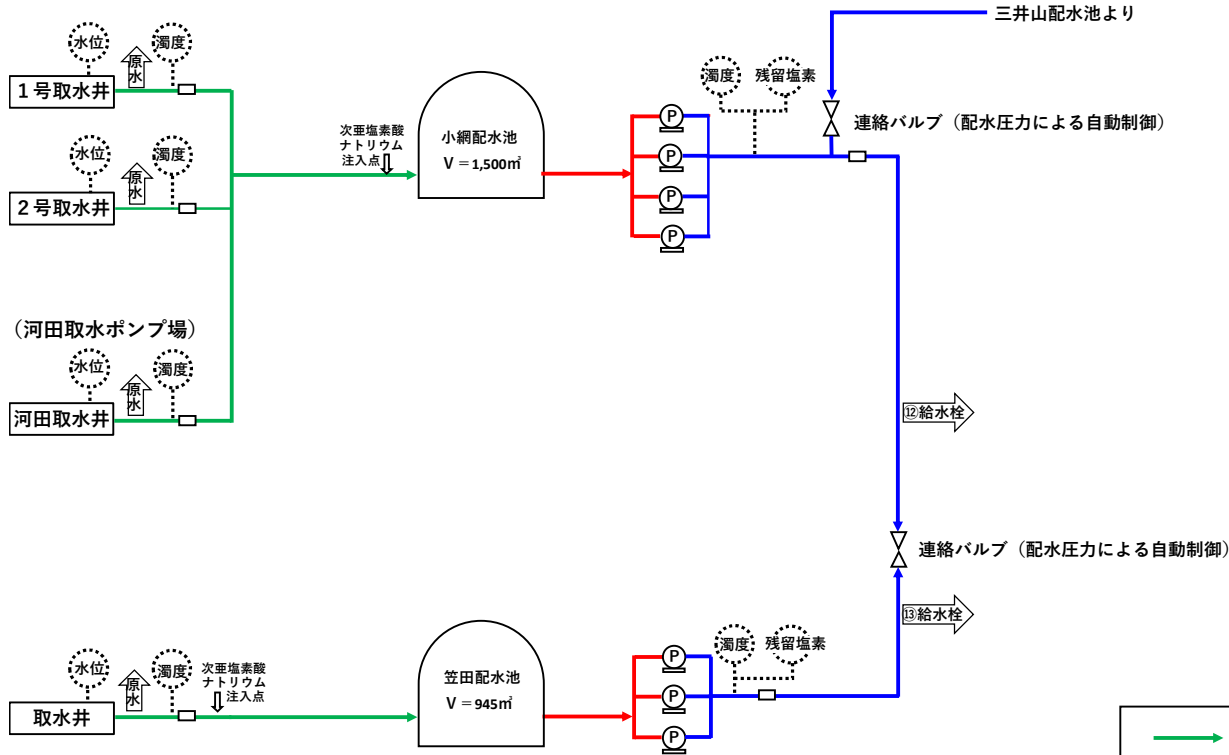 三井山配水池より
水位
原水
濁度
1号取水井
濁度
残留塩素
P
連絡バルブ（配水圧力による自動制御）
次亜塩素酸
ナトリウム
注入点
小網配水池
V＝1,500㎥
P
水位
原水
濁度
2号取水井
P
P
（河田取水ポンプ場）
水位
原水
濁度
河田取水井
⑫給水栓
連絡バルブ（配水圧力による自動制御）
⑬給水栓
水位
原水
濁度
次亜塩素酸
ナトリウム
注入点
取水井
笠田配水池
V＝945㎥
P
P
P
濁度
残留塩素